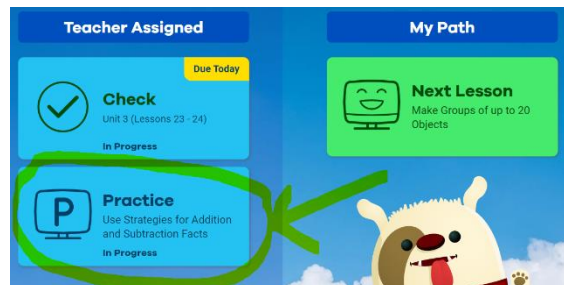 Teacher Assigned
Due Today
Check
Unit 3 (Lessons 23 - 24)
In Progress
P
Practice
Use Strategies for Addition
and Subtraction Facts
In Progress
My Path
Next Lesson
Make Groups of up to 20
Objects